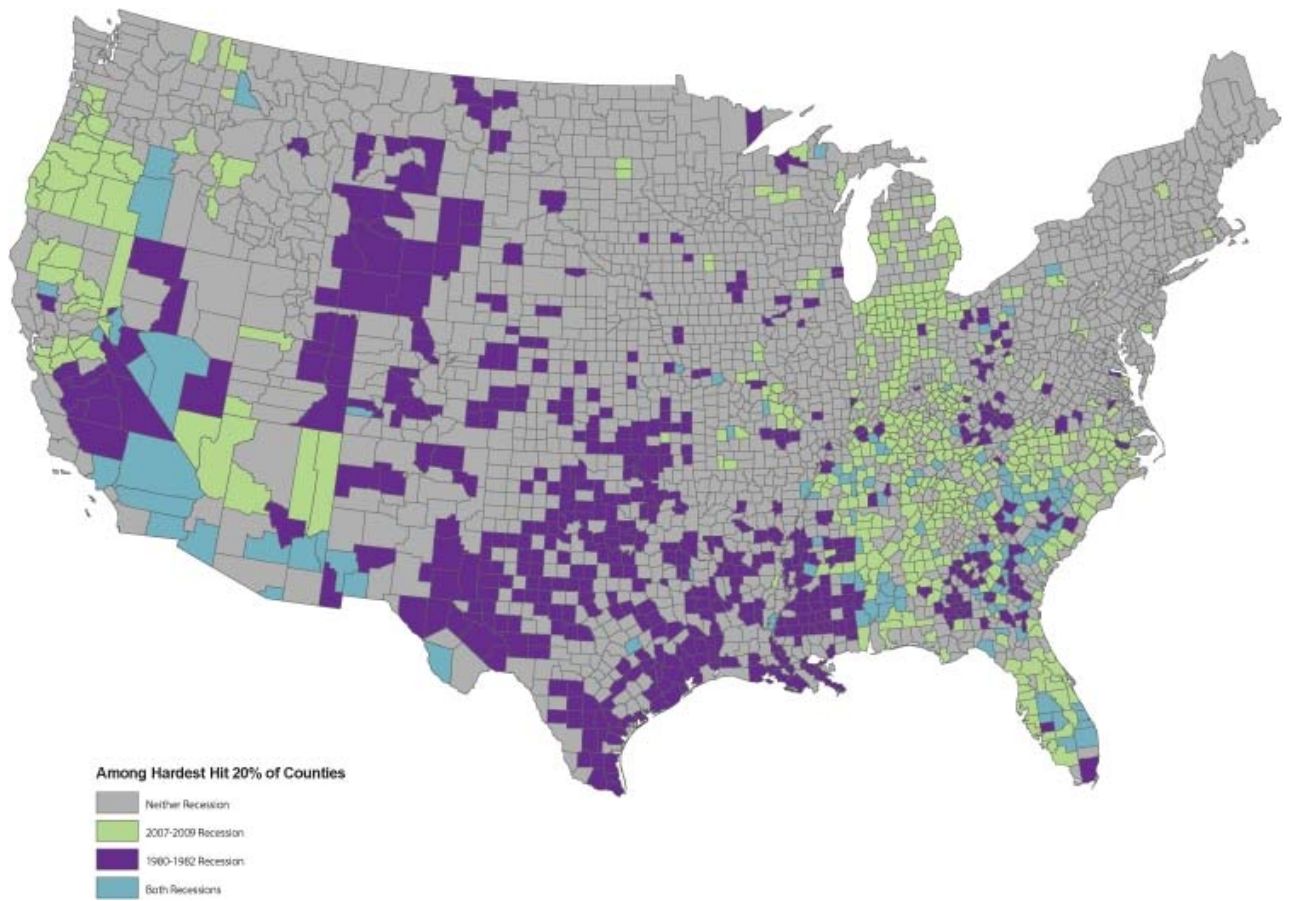 Among Hardest Hit 20% of Counties
Neither Recession
2007-2009 Recession
1980-1982 Recession
Both Recessions